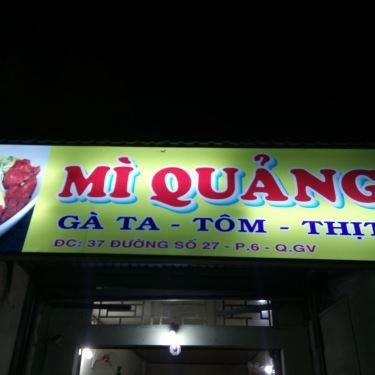 MÌ QUẢNG
GÀ TA - TÔM - THỊT
ĐC: 37 ĐƯỜNG SỐ 27 - P.6 - Q.GV